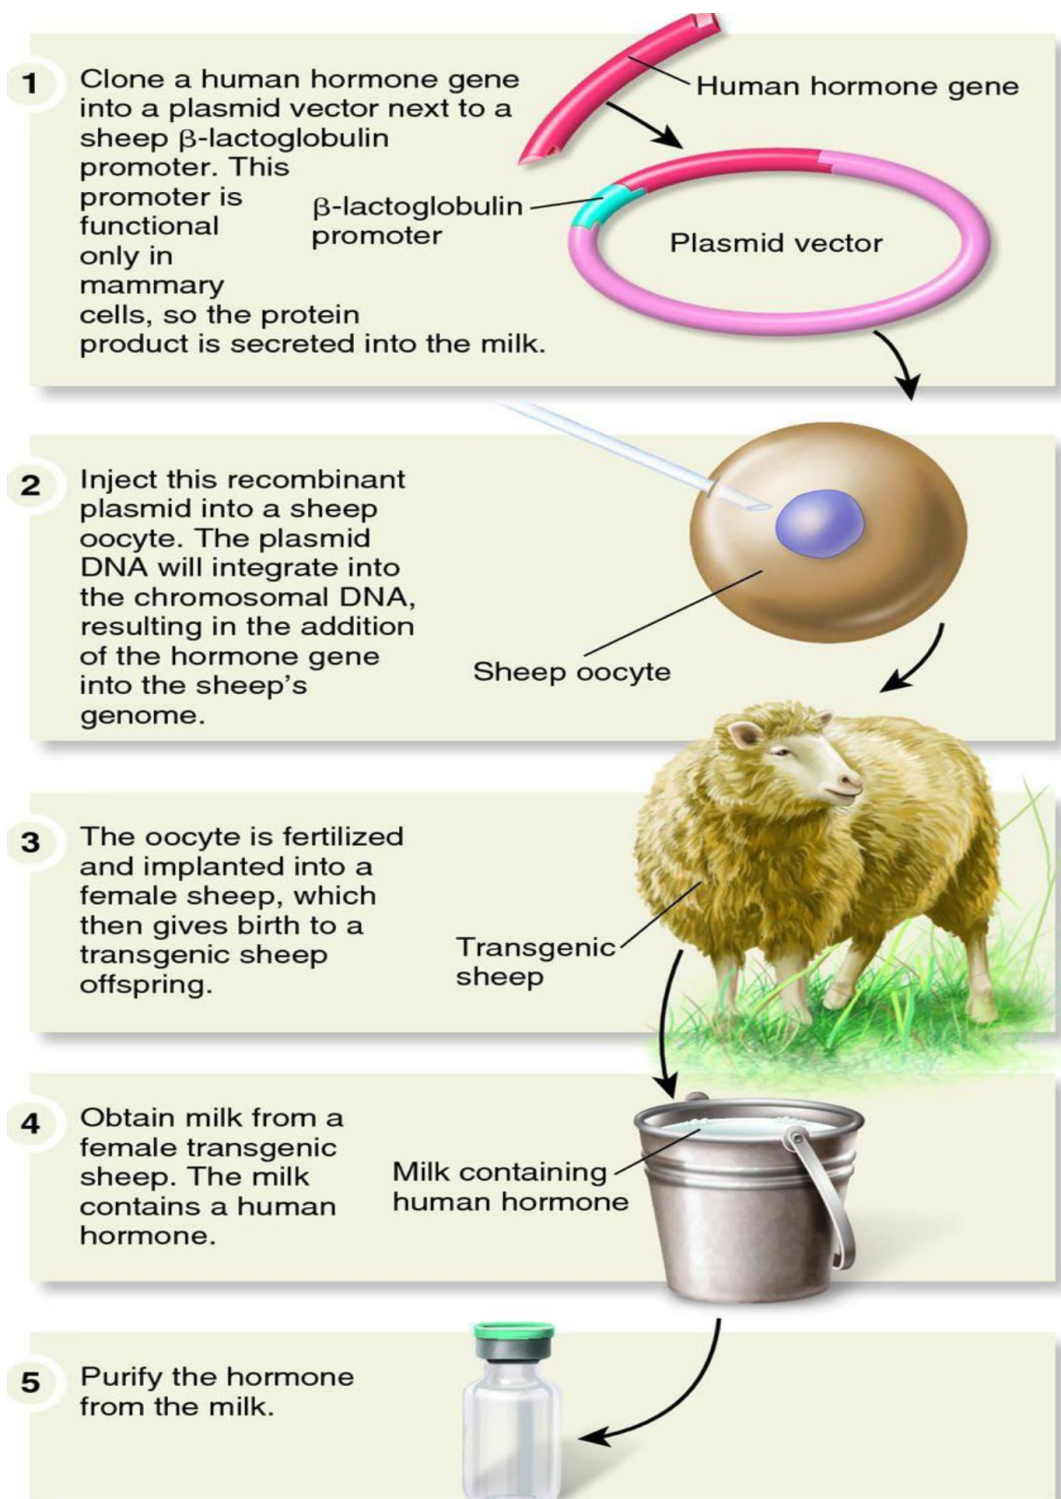 1
Clone a human hormone gene
into a plasmid vector next to a
sheep β-lactoglobulin
promoter. This
promoter is
functional
only in
mammary
cells, so the protein
product is secreted into the milk.
Human hormone gene
β-lactoglobulin
promoter
Plasmid vector
2
Inject this recombinant
plasmid into a sheep
oocyte. The plasmid
DNA will integrate into
the chromosomal DNA,
resulting in the addition
of the hormone gene
into the sheep’s
genome.
Sheep oocyte
3
The oocyte is fertilized
and implanted into a
female sheep, which
then gives birth to a
transgenic sheep
offspring.
Transgenic
sheep
4
Obtain milk from a
female transgenic
sheep. The milk
contains a human
hormone.
Milk containing
human hormone
5
Purify the hormone
from the milk.